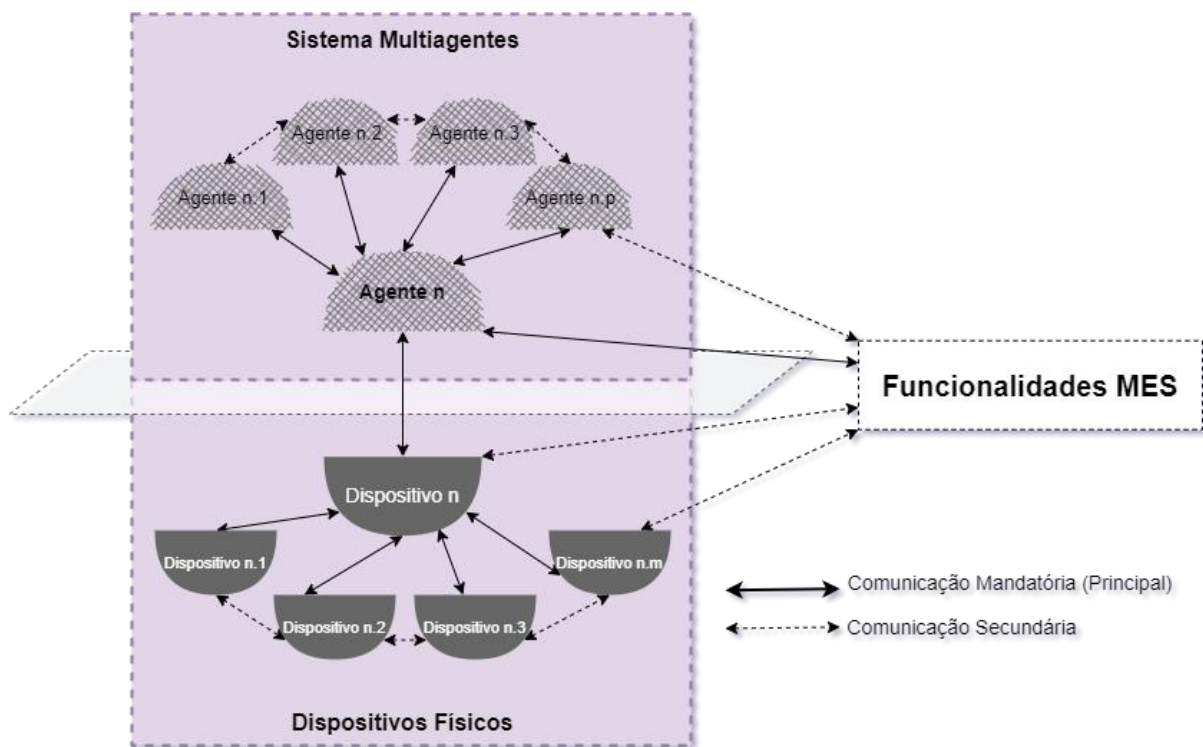 Sistema Multiagentes
Agente n.2
Agente n.3
Agente n.1
Agente n.p
Agente n
Funcionalidades MES
Dispositivo n
Dispositivo n.1
Dispositivo n.m
Dispositivo n.2
Dispositivo n.3
Comunicação Mandatória (Principal)
Comunicação Secundária
Dispositivos Físicos